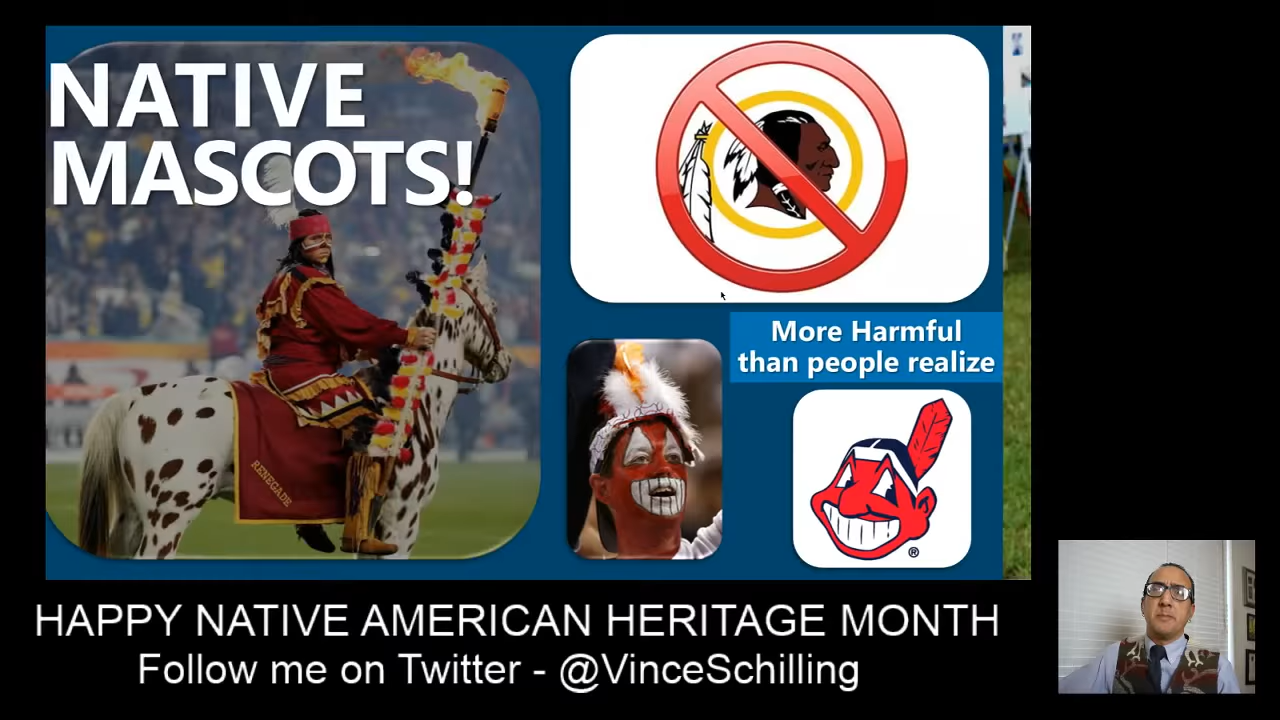 NATIVE
MASCOTS!
RENEGADE
More Harmful
than people realize
®
HAPPY NATIVE AMERICAN HERITAGE MONTH
Follow me on Twitter - @VinceSchilling